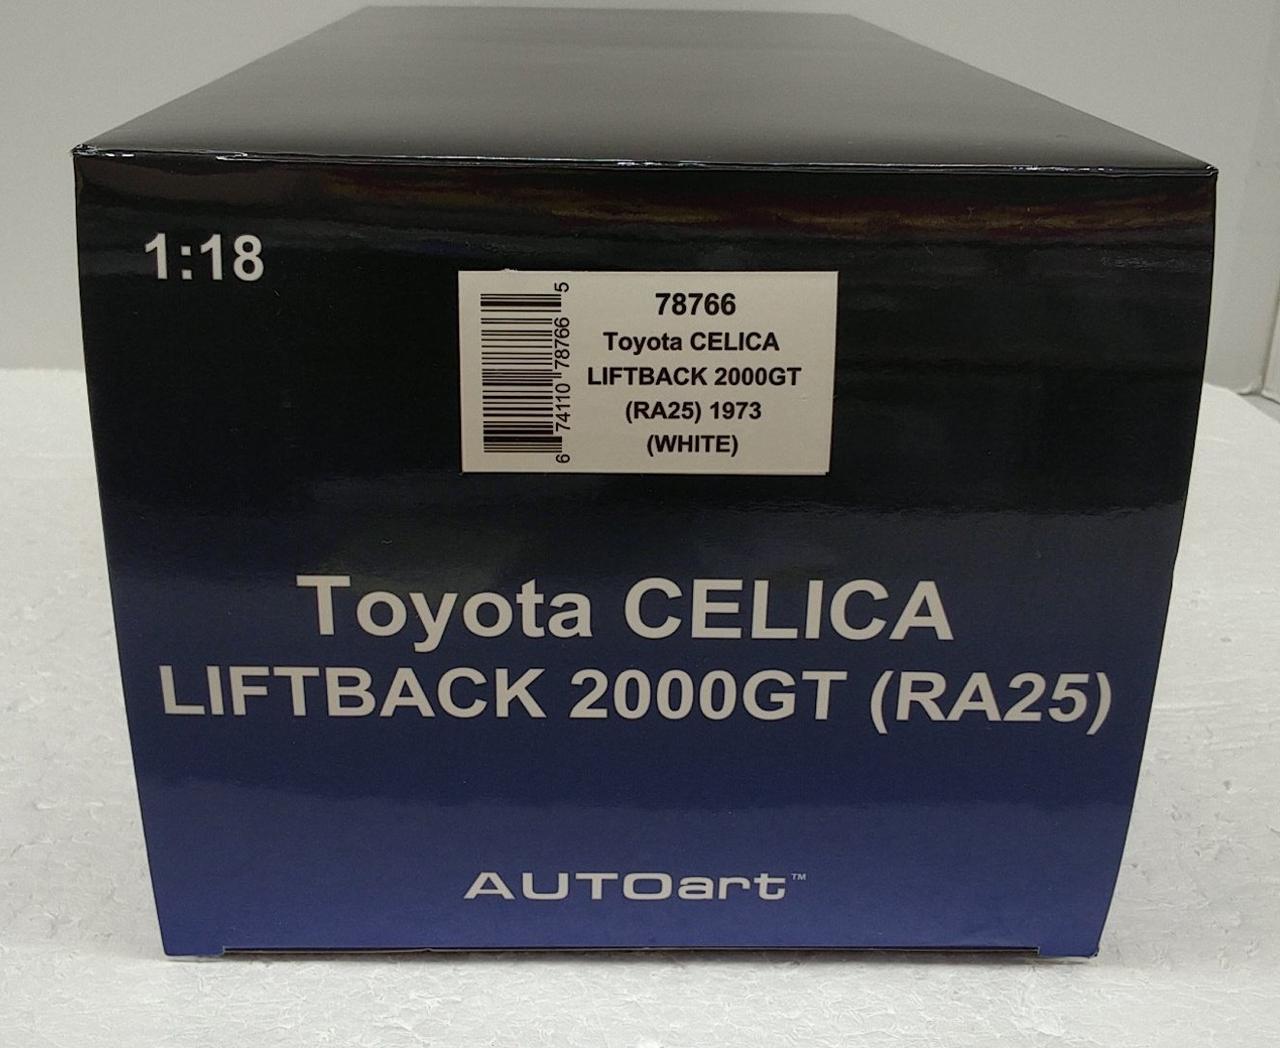 1:18
6 74110 78766 5
78766
Toyota CELICA
LIFTBACK 2000GT
(RA25) 1973
(WHITE)
Toyota CELICA
LIFTBACK 2000GT (RA25)
AUTOart™